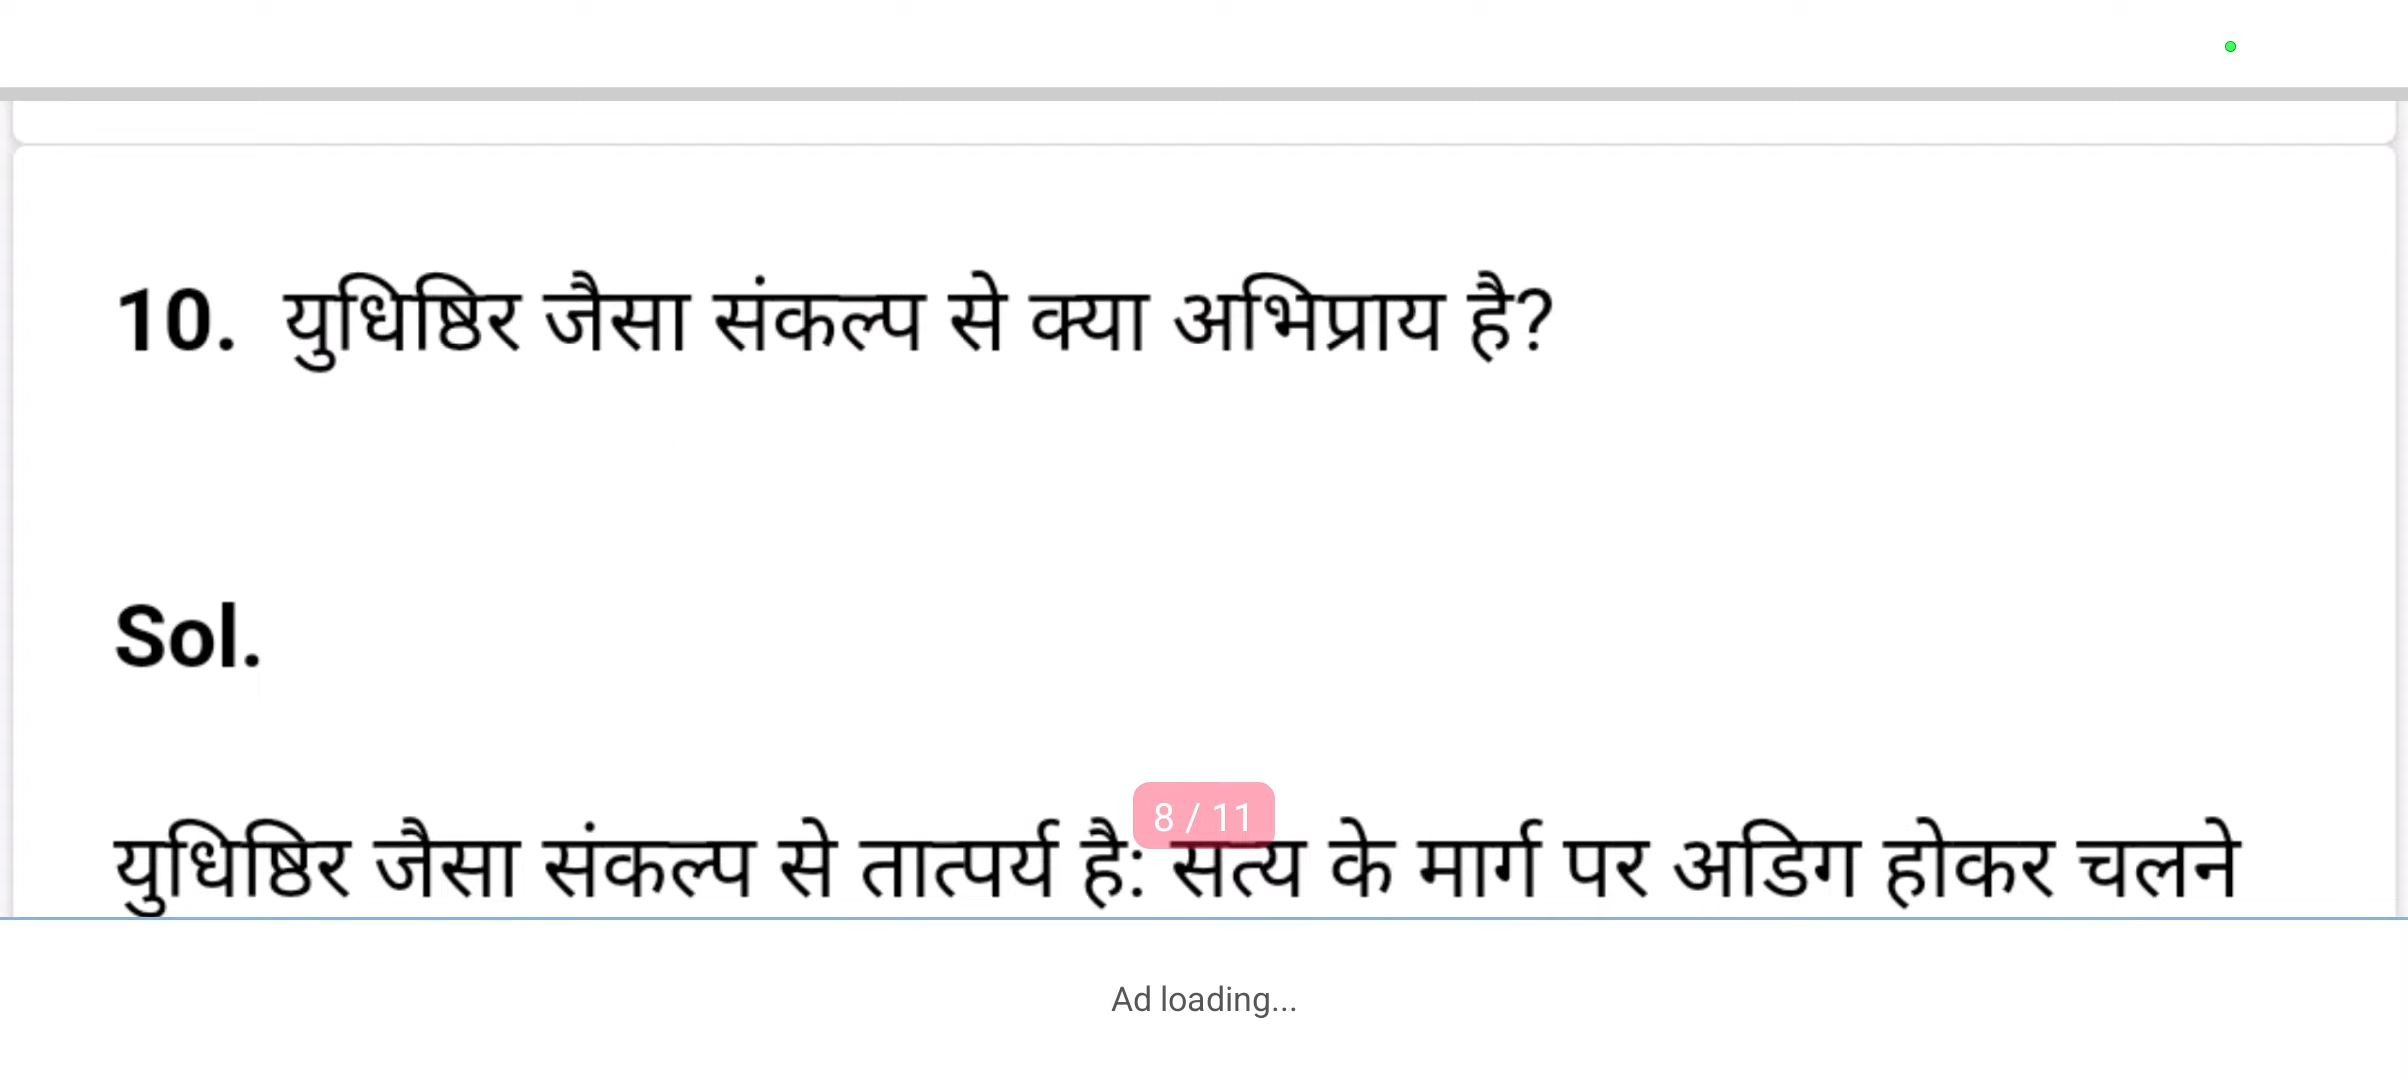 10. युधिष्ठिर जैसा संकल्प से क्या अभिप्राय है?
Sol.
8 / 11
युधिष्ठिर जैसा संकल्प से तात्पर्य है: सत्य के मार्ग पर अडिग होकर चलने
Ad loading...